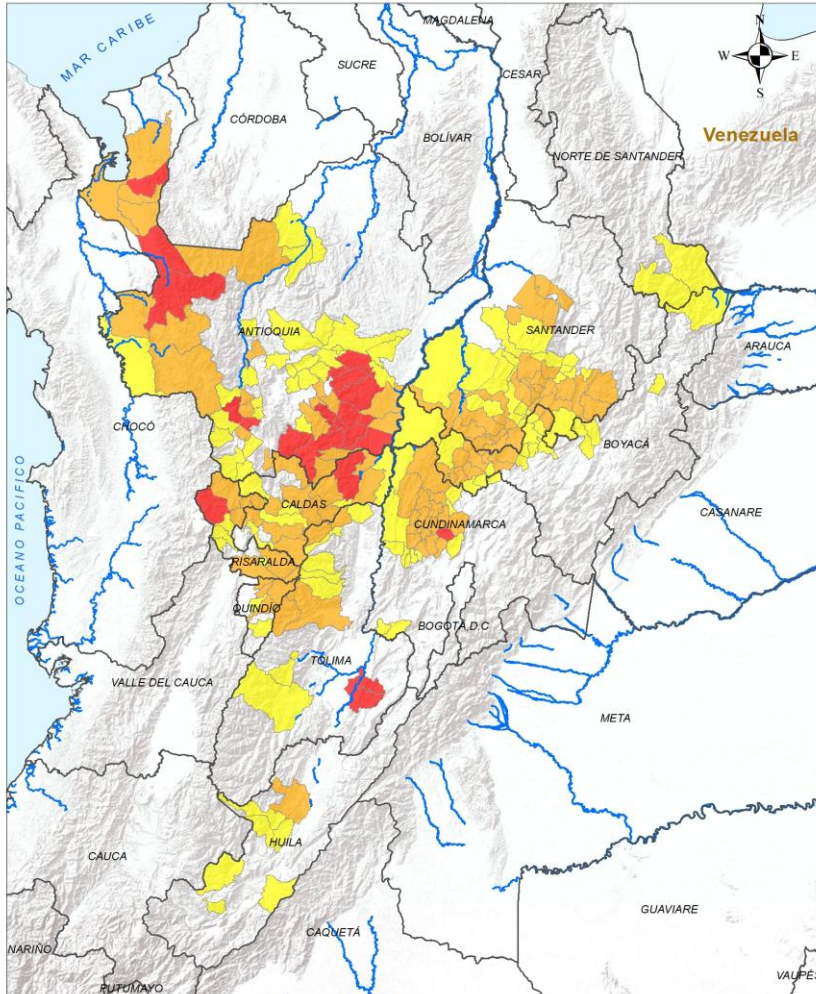 MAGDALENA
N
MAR CARIBE
SUCRE
CESAR
W E
S
CÓRDOBA
BOLÍVAR
Venezuela
NORTE DE SANTANDER
ANTIOQUIA
SANTANDER
ARAUCA
CHOCÓ
BOYACÁ
CALDAS
CASANARE
CUNDINAMARCA
OCEANO PACIFICO
RISARALDA
QUINDÍO
BOGOTÁ, D.C
TOLIMA
VALLE DEL CAUCA
META
HUILA
CAUCA
GUAVIARE
CAQUETÁ
NARIÑO
PUTUMAYO
VAUPÉS